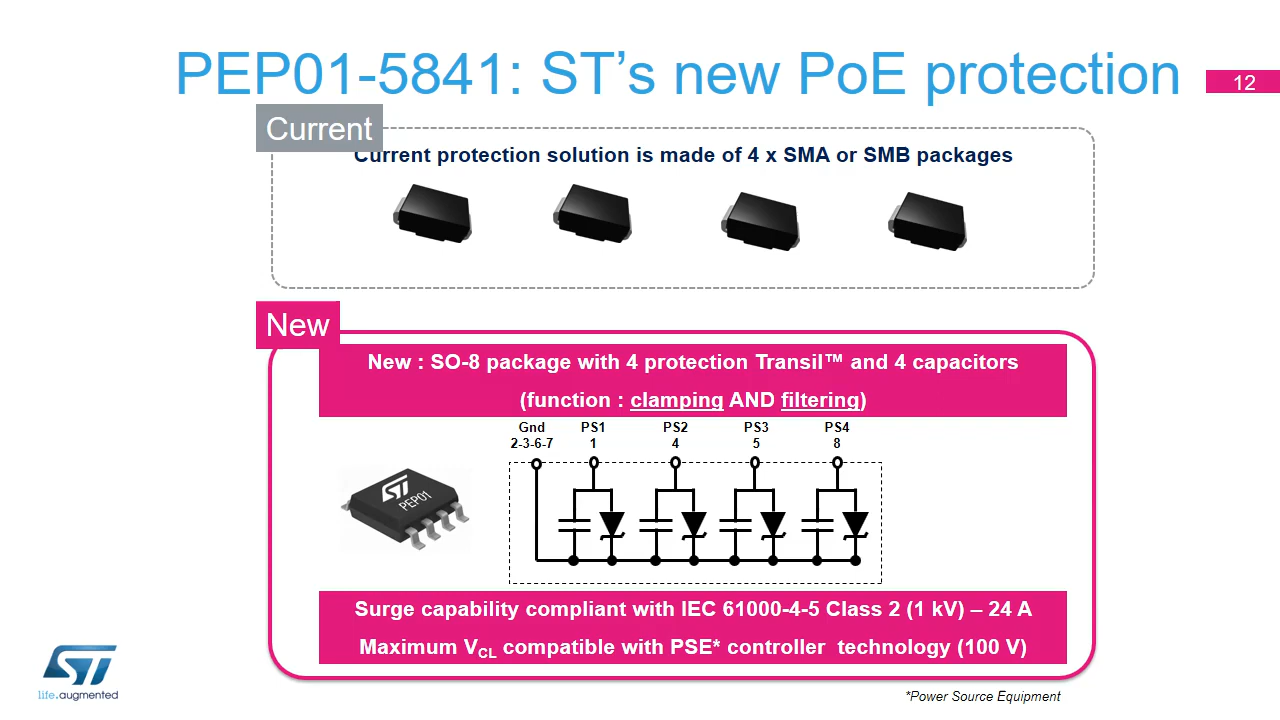 PEP01-5841: ST’s new PoE protection
12
Current
Current protection solution is made of 4 x SMA or SMB packages
New
New : SO-8 package with 4 protection Transil™ and 4 capacitors
(function : clamping AND filtering)
Gnd PS1 PS2 PS3 PS4
2-3-6-7 1 4 5 8
ST
PEP01
Surge capability compliant with IEC 61000-4-5 Class 2 (1 kV) – 24 A
Maximum VCL compatible with PSE* controller technology (100 V)
ST
life.augmented
*Power Source Equipment